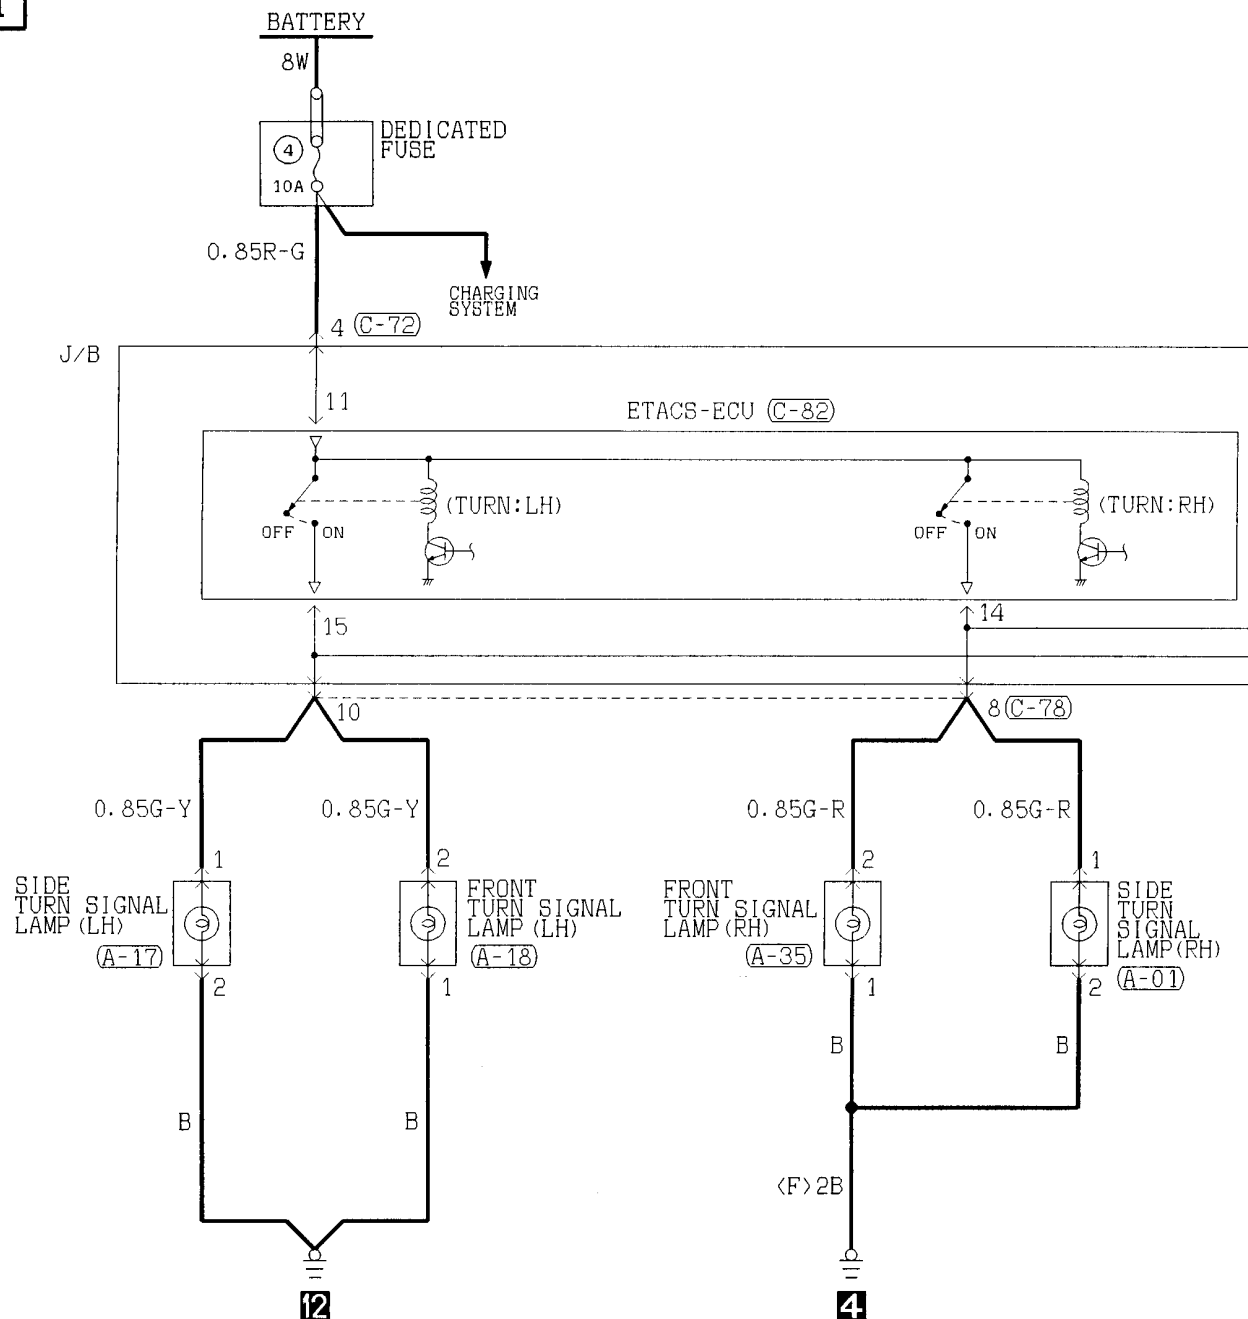 BATTERY
8W
DEDICATED
FUSE
4
10A
0.85R-G
CHARGING
SYSTEM
4 C-72
J/B
11
ETACS-ECU C-82
(TURN:LH)
(TURN:RH)
OFF ON
OFF ON
15
14
10
8 C-78
0.85G-Y
0.85G-Y
0.85G-R
0.85G-R
1
2
2
1
SIDE
TURN SIGNAL
LAMP(LH)
A-17
FRONT
TURN SIGNAL
LAMP(LH)
A-18
FRONT
TURN SIGNAL
LAMP(RH)
A-35
SIDE
TURN
SIGNAL
LAMP(RH)
A-01
2
1
1
2
B
B
B
B
<F>2B
12
4